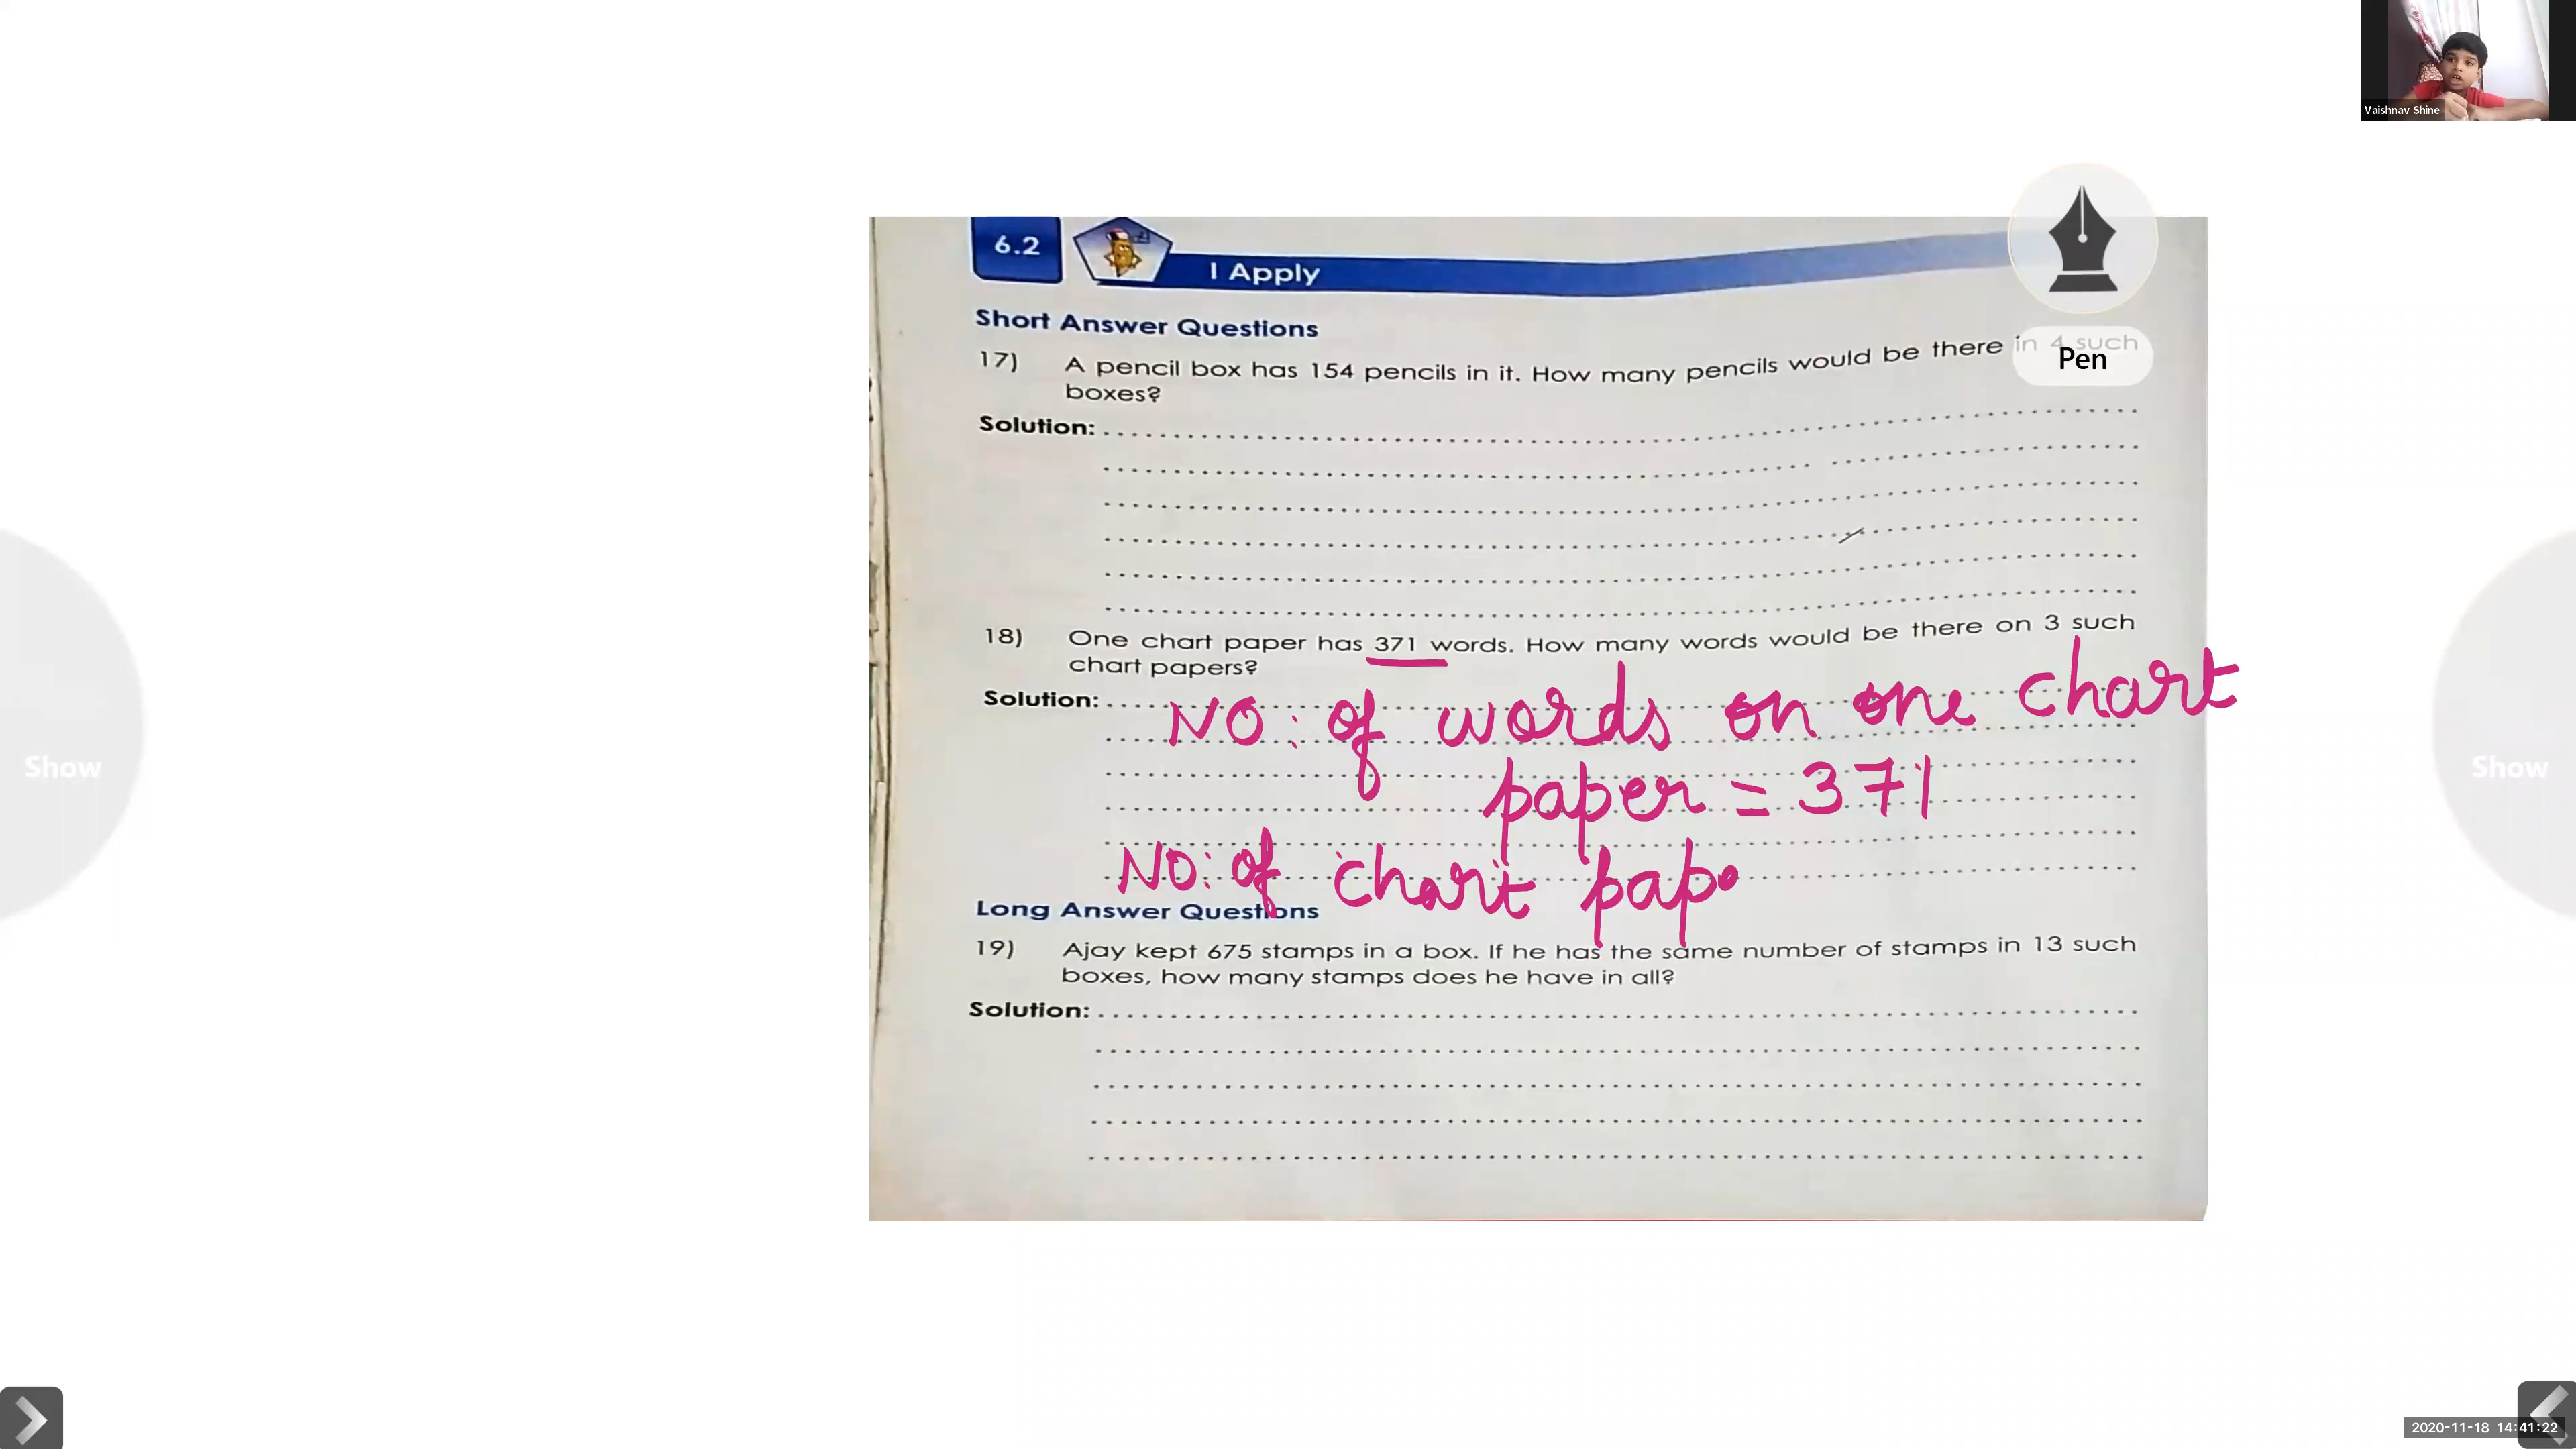 Vaishnav Shine
6.2
I Apply
Pen
Short Answer Questions
17) A pencil box has 154 pencils in it. How many pencils would be there in 4 such
boxes?
Solution:
18) One chart paper has 371 words. How many words would be there on 3 such
chart papers?
Solution:
NO: of words on one chart
paper = 371
NO: of chart pap
Long Answer Questions
19) Ajay kept 675 stamps in a box. If he has the same number of stamps in 13 such
boxes, how many stamps does he have in all?
Solution:
Show
Show
2020-11-18 14:41:22